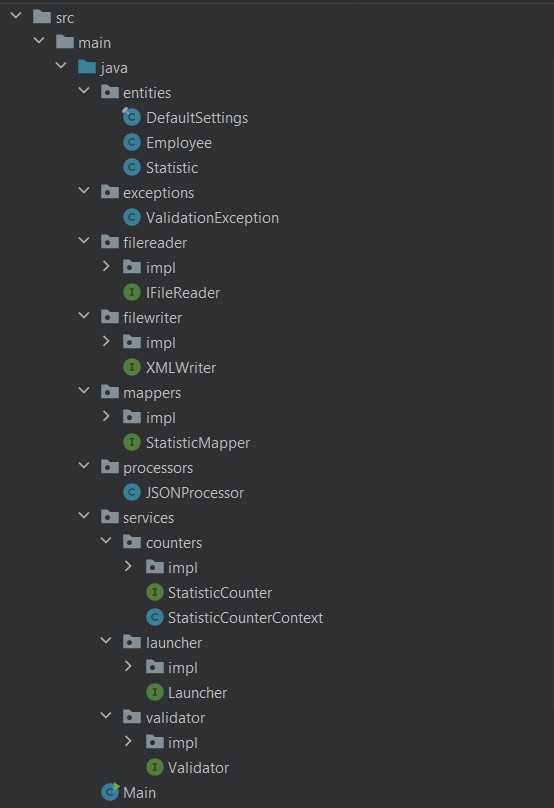 src
main
java
entities
DefaultSettings
Employee
Statistic
exceptions
ValidationException
filereader
impl
IFileReader
filewriter
impl
XMLWriter
mappers
impl
StatisticMapper
processors
JSONProcessor
services
counters
impl
StatisticCounter
StatisticCounterContext
launcher
impl
Launcher
validator
impl
Validator
Main